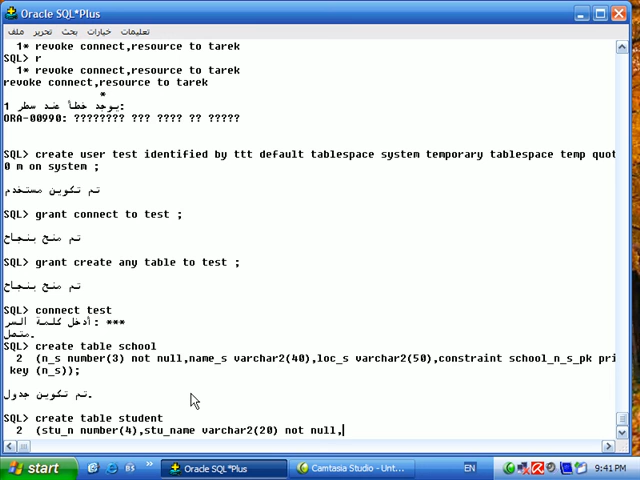 Oracle SQL*Plus
ملف تحرير بحث خيارات تعليمات
1* revoke connect,resource to tarek
SQL> r
1* revoke connect,resource to tarek
revoke connect,resource to tarek
*
يوجد خطأ عند سطر 1:
ORA-00990: ???????? ??? ???? ?? ?????
SQL> create user test identified by ttt default tablespace system temporary tablespace temp quot
0 m on system ;
تم تكوين مستخدم
SQL> grant connect to test ;
تم منح بنجاح
SQL> grant create any table to test ;
تم منح بنجاح
SQL> connect test
أدخل كلمة السر: ***
متصل.
SQL> create table school
2 (n_s number(3) not null,name_s varchar2(40),loc_s varchar2(50),constraint school_n_s_pk pri
key (n_s));
تم تكوين جدول.
SQL> create table student
2 (stu_n number(4),stu_name varchar2(20) not null,
start
Oracle SQL*Plus
Camtasia Studio - Unt...
EN
9:41 PM